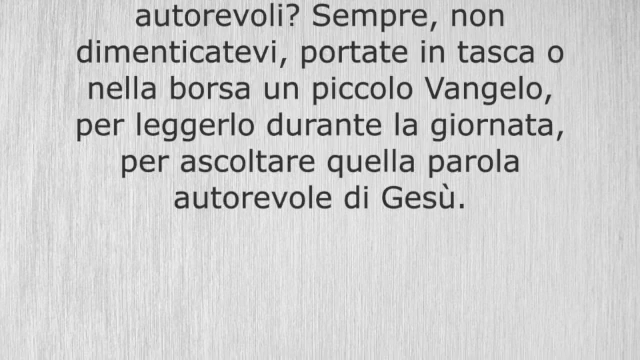 autorevoli? Sempre, non
dimenticatevi, portate in tasca o
nella borsa un piccolo Vangelo,
per leggerlo durante la giornata,
per ascoltare quella parola
autorevole di Gesù.